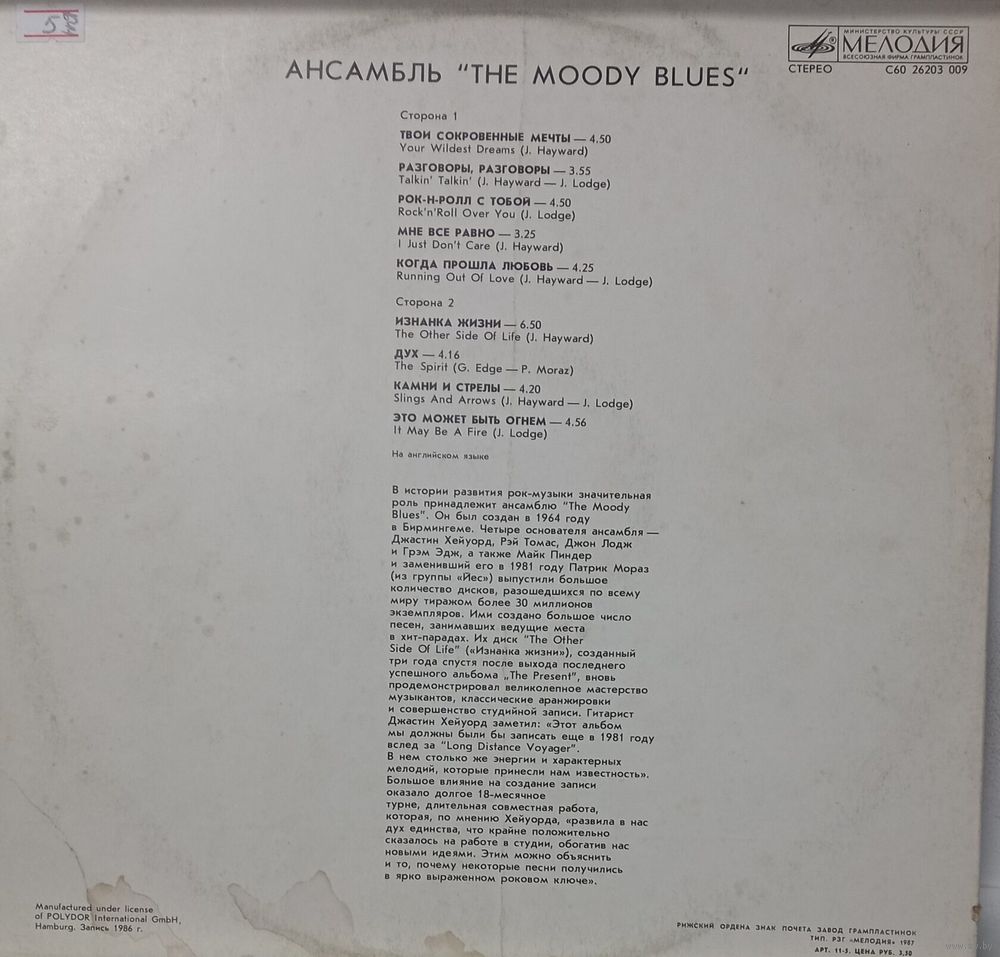 58
МИНИСТЕРСТВО КУЛЬТУРЫ СССР
МЕЛОДИЯ
ВСЕСОЮЗНАЯ ФИРМА ГРАМПЛАСТИНОК
СТЕРЕО С60 26203 009
АНСАМБЛЬ "THE MOODY BLUES"
Сторона 1
ТВОИ СОКРОВЕННЫЕ МЕЧТЫ — 4.50
Your Wildest Dreams (J. Hayward)
РАЗГОВОРЫ, РАЗГОВОРЫ — 3.55
Talkin' Talkin' (J. Hayward — J. Lodge)
РОК-Н-РОЛЛ С ТОБОЙ — 4.50
Rock'n'Roll Over You (J. Lodge)
МНЕ ВСЕ РАВНО — 3.25
I Just Don't Care (J. Hayward)
КОГДА ПРОШЛА ЛЮБОВЬ — 4.25
Running Out Of Love (J. Hayward — J. Lodge)
Сторона 2
ИЗНАНКА ЖИЗНИ — 6.50
The Other Side Of Life (J. Hayward)
ДУХ — 4.16
The Spirit (G. Edge — P. Moraz)
КАМНИ И СТРЕЛЫ — 4.20
Slings And Arrows (J. Hayward — J. Lodge)
ЭТО МОЖЕТ БЫТЬ ОГНЕМ — 4.56
It May Be A Fire (J. Lodge)
На английском языке
В истории развития рок-музыки значительная
роль принадлежит ансамблю "The Moody
Blues". Он был создан в 1964 году
в Бирмингеме. Четыре основателя ансамбля —
Джастин Хейуорд, Рэй Томас, Джон Лодж
и Грэм Эдж, а также Майк Пиндер
и заменивший его в 1981 году Патрик Мораз
(из группы «Йес») выпустили большое
количество дисков, разошедшихся по всему
миру тиражом более 30 миллионов
экземпляров. Ими создано большое число
песен, занимавших ведущие места
в хит-парадах. Их диск "The Other
Side Of Life" («Изнанка жизни»), созданный
три года спустя после выхода последнего
успешного альбома „The Present", вновь
продемонстрировал великолепное мастерство
музыкантов, классические аранжировки
и совершенство студийной записи. Гитарист
Джастин Хейуорд заметил: «Этот альбом
мы должны были бы записать еще в 1981 году
вслед за "Long Distance Voyager".
В нем столько же энергии и характерных
мелодий, которые принесли нам известность».
Большое влияние на создание записи
оказало долгое 18-месячное
турне, длительная совместная работа,
которая, по мнению Хейуорда, «развила в нас
дух единства, что крайне положительно
сказалось на работе в студии, обогатив нас
новыми идеями. Этим можно объяснить
и то, почему некоторые песни получились
в ярко выраженном роковом ключе».
Manufactured under license
of POLYDOR International GmbH,
Hamburg. Запись 1986 г.
РИЖСКИЙ ОРДЕНА ЗНАК ПОЧЕТА ЗАВОД ГРАМПЛАСТИНОК
ТИП. РЗГ «МЕЛОДИЯ» 1987
АРТ. 11-5. ЦЕНА РУБ. 3,50